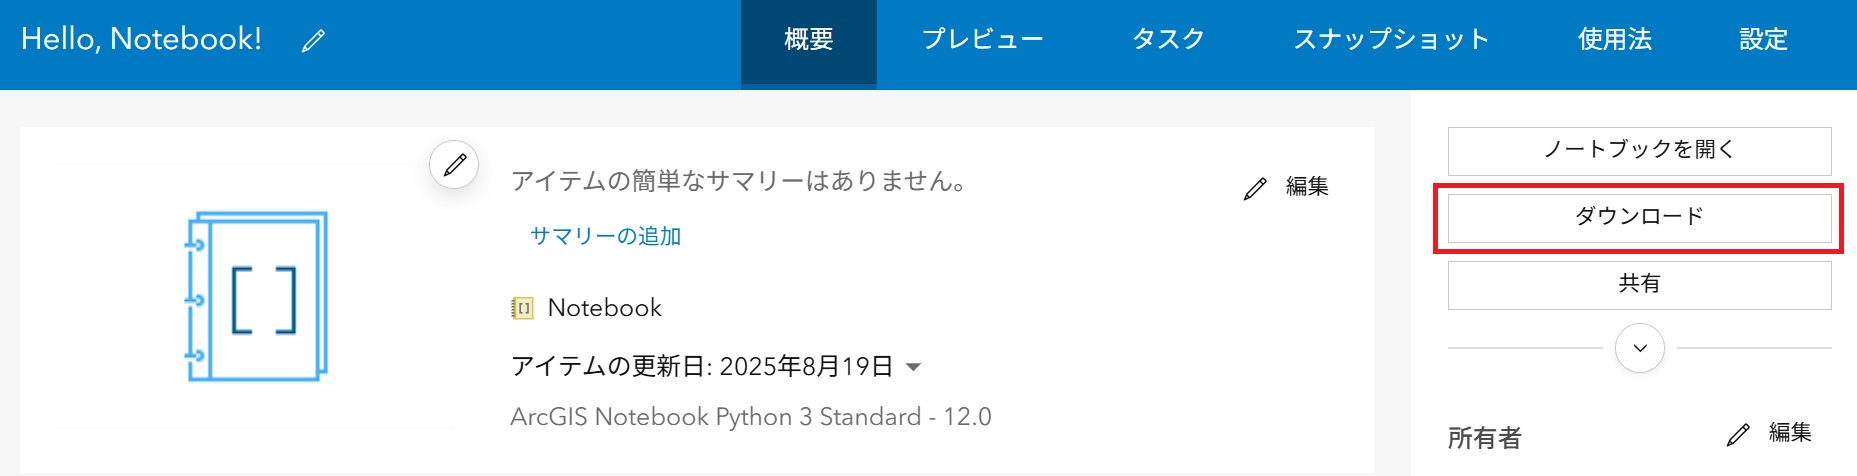 Hello, Notebook!
概要
プレビュー
タスク
スナップショット
使用法
設定
アイテムの簡単なサマリーはありません。
編集
サマリーの追加
Notebook
アイテムの更新日: 2025年8月19日
ArcGIS Notebook Python 3 Standard - 12.0
ノートブックを開く
ダウンロード
共有
所有者
編集